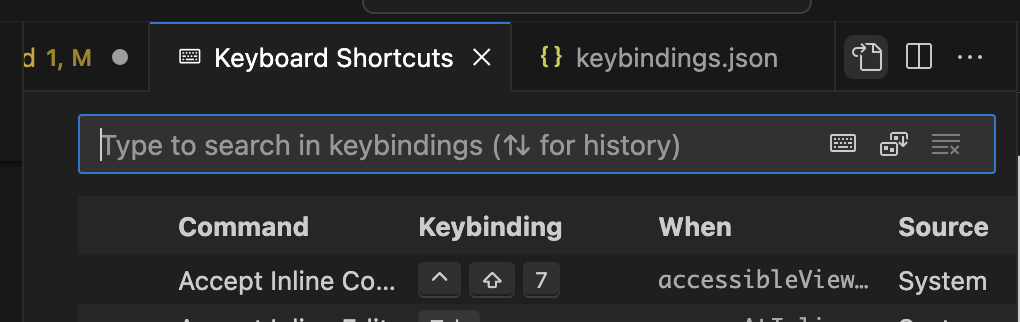 d 1, M Keyboard Shortcuts keybindings.json
Type to search in keybindings (↑↓ for history)
Command Keybinding When Source
Accept Inline Co... ^ ⇧ 7 accessibleView... System